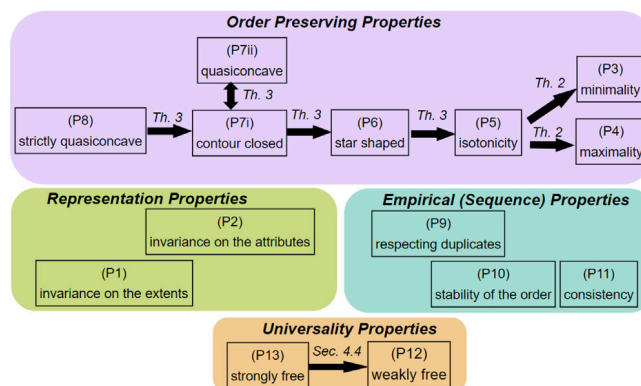 Order Preserving Properties
(P7ii)
quasiconcave
Th. 3
(P8)
strictly quasiconcave
Th. 3
(P7i)
contour closed
Th. 3
(P6)
star shaped
Th. 3
(P5)
isotonicity
Th. 2
(P3)
minimality
Th. 2
(P4)
maximality
Representation Properties
(P2)
invariance on the attributes
(P1)
invariance on the extents
Empirical (Sequence) Properties
(P9)
respecting duplicates
(P10)
stability of the order
(P11)
consistency
Universality Properties
(P13)
strongly free
Sec. 4.4
(P12)
weakly free